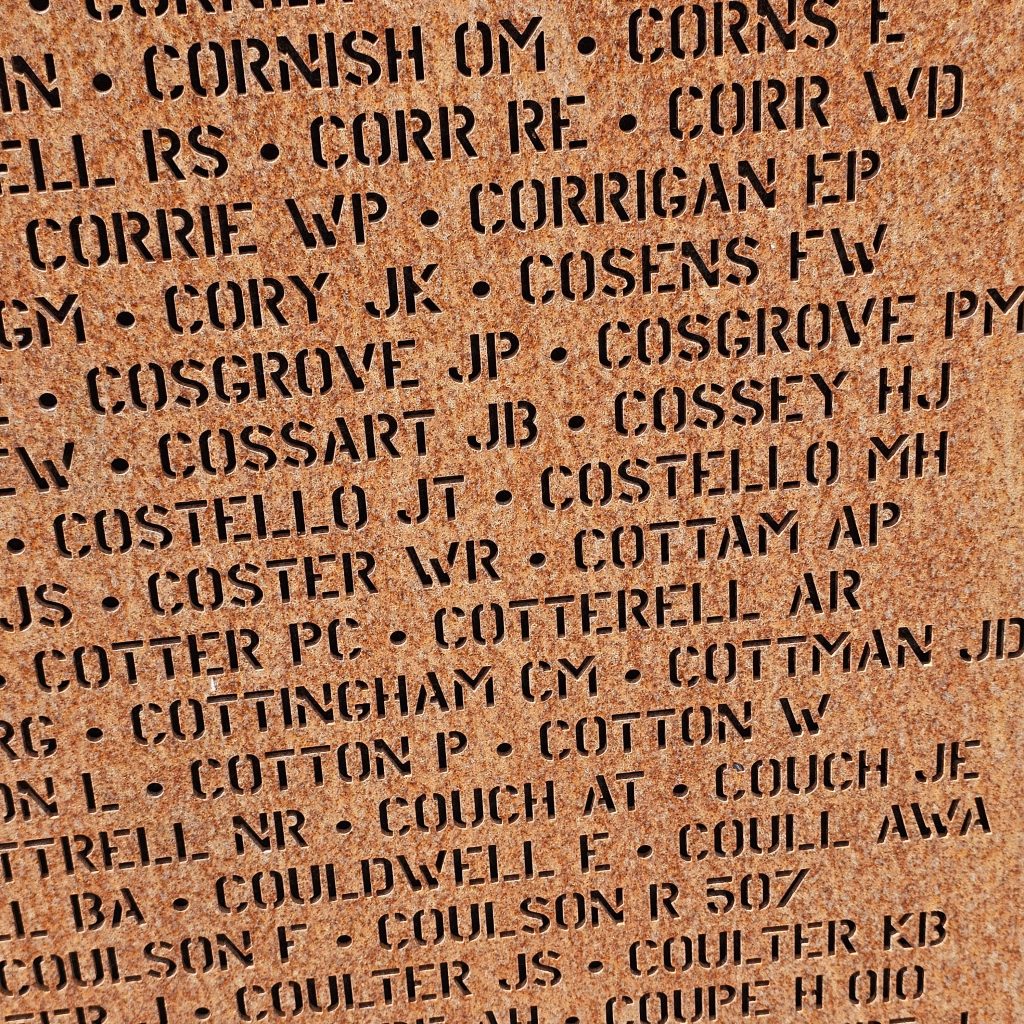 CORNISH OM • CORNS E
RS • CORR RE • CORR WD
CORRIE WP • CORRIGAN EP
GM • CORY JK • COSENS FW
• COSGROVE JP • COSGROVE PM
• COSSART JB • COSSEY HJ
• COSTELLO JT • COSTELLO MH
JS • COSTER WR • COTTAM AP
• COTTER PC • COTTERELL AR
RG • COTTINGHAM CM • COTTMAN JD
ON L • COTTON P • COTTON W
TTRELL NR • COUCH AT • COUCH JE
L BA • COULDWELL E • COULL AWA
COULSON F • COULSON R 507
J • COULTER JS • COULTER KB
AH • COUPE H 010